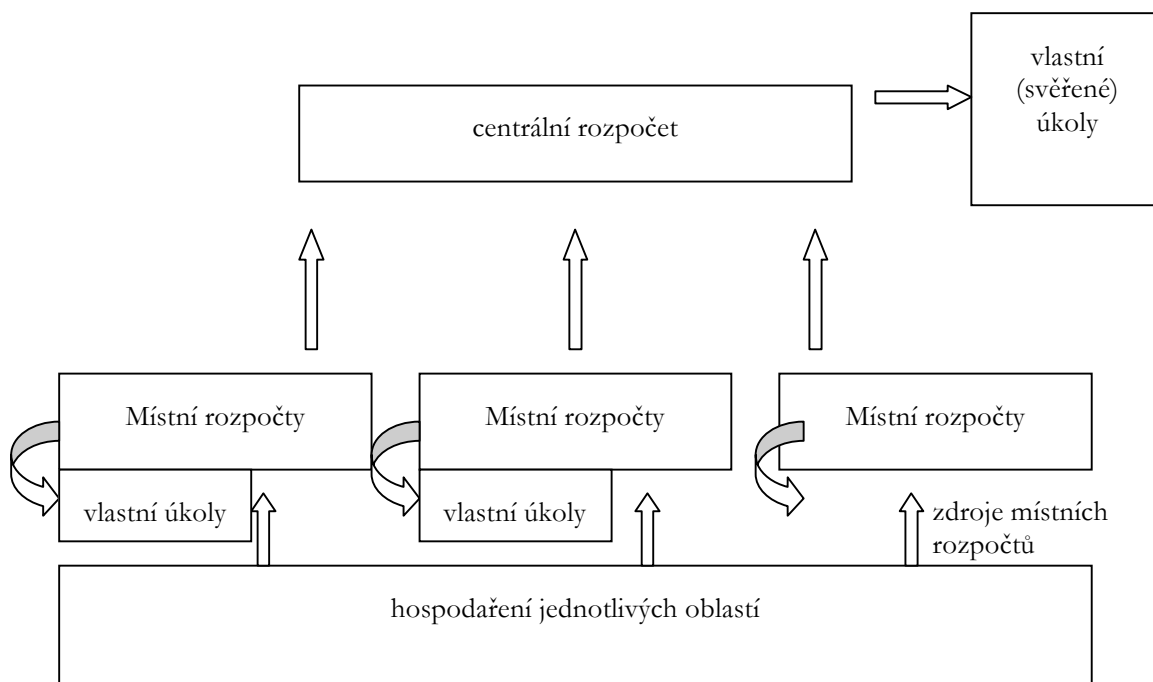 vlastní
(svěřené)
úkoly
centrální rozpočet
Místní rozpočty
Místní rozpočty
Místní rozpočty
vlastní úkoly
vlastní úkoly
zdroje místních
rozpočtů
hospodaření jednotlivých oblastí